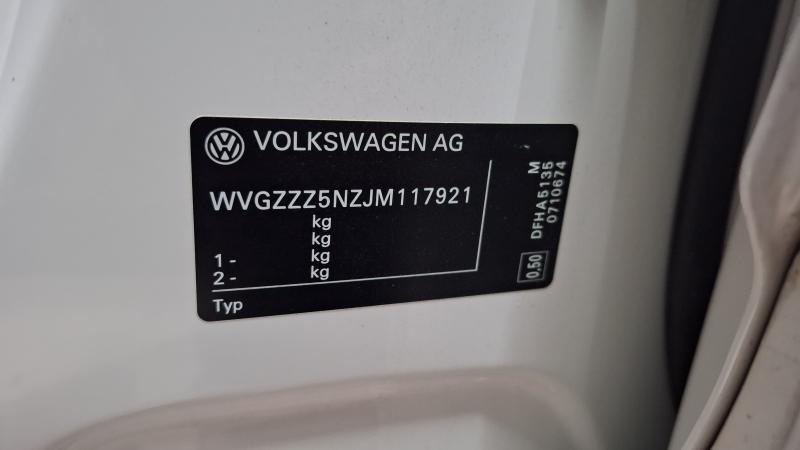 VOLKSWAGEN AG
WVGZZZ5NZJM117921
kg
kg
1 - kg
2 - kg
Typ
M
DFHA5135
0710674
0,50